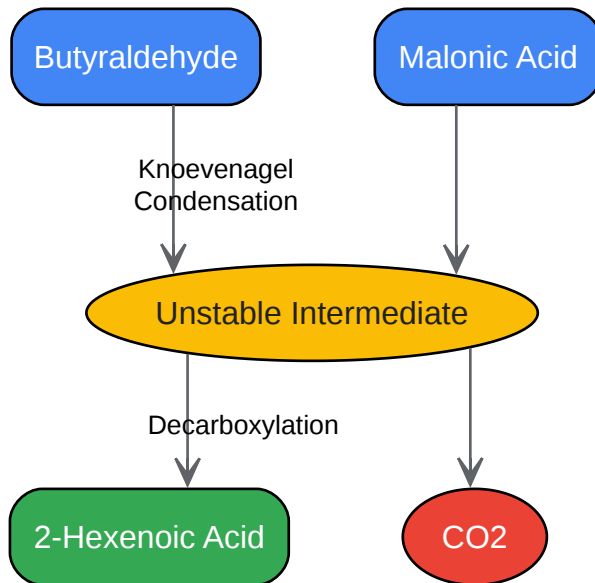 Butyraldehyde
Malonic Acid
Knoevenagel
Condensation
Unstable Intermediate
Decarboxylation
2-Hexenoic Acid
CO2